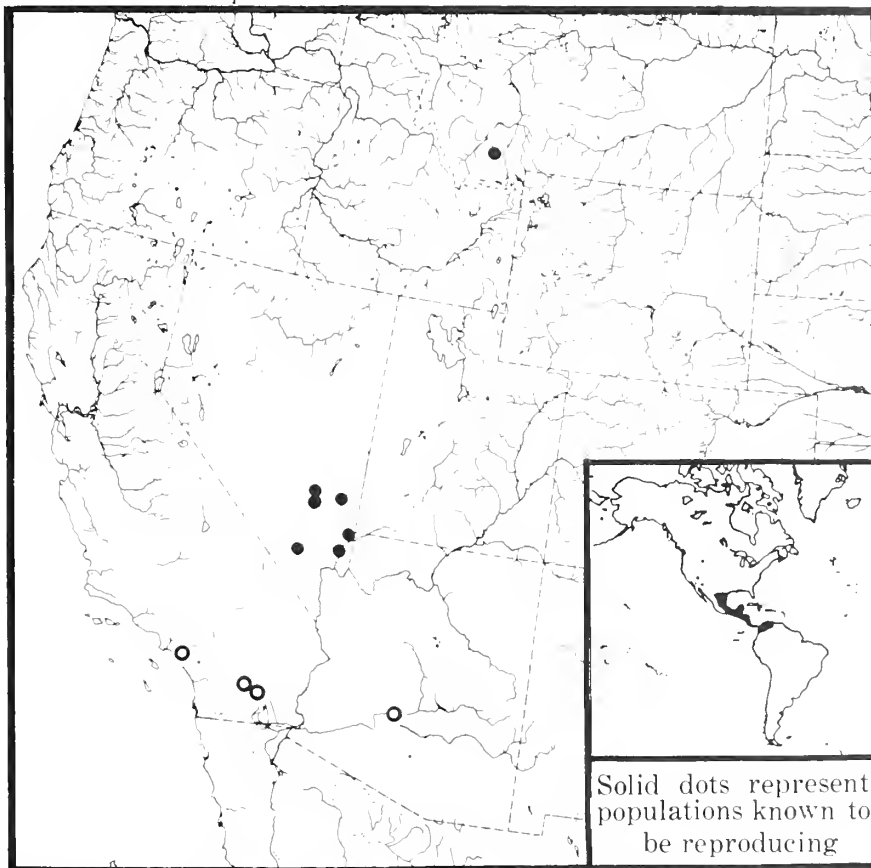 Solid dots represent
populations known to
be reproducing